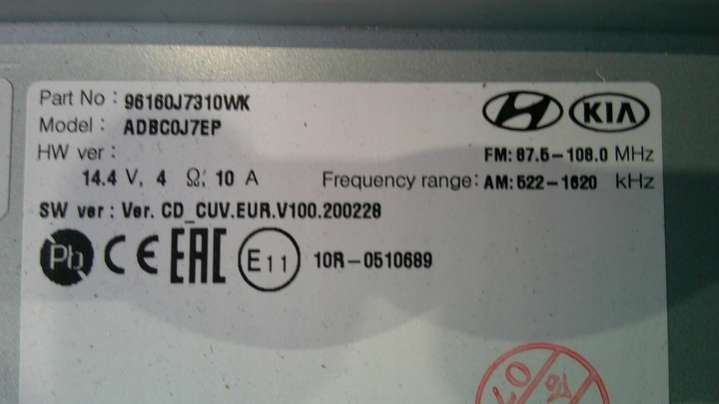 Part No : 96160J7310WK
Model : ADBC0J7EP
KIA
HW ver :
FM: 87.5-108.0 MHz
14.4 V, 4 Ω, 10 A
Frequency range: AM: 522-1620 kHz
SW ver : Ver. CD_CUV.EUR.V100.200228
Pb CE EAC E11 10R-0510689